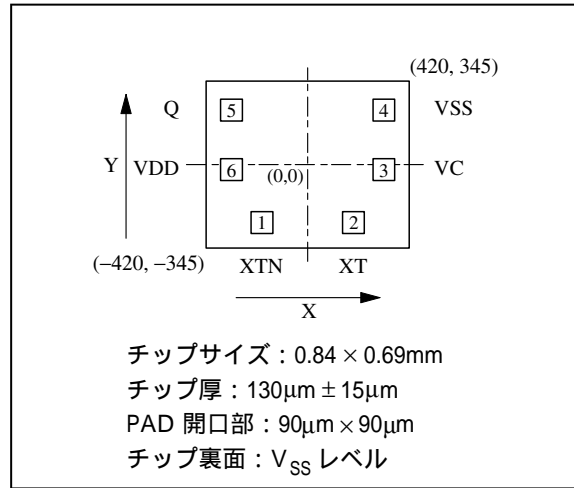 (420, 345)
Q 5 4 VSS
Y VDD 6 (0,0) 3 VC
1 2
(−420, −345) XTN XT
X
チップサイズ：0.84 × 0.69mm
チップ厚：130μm ± 15μm
PAD 開口部：90μm × 90μm
チップ裏面：VSS レベル